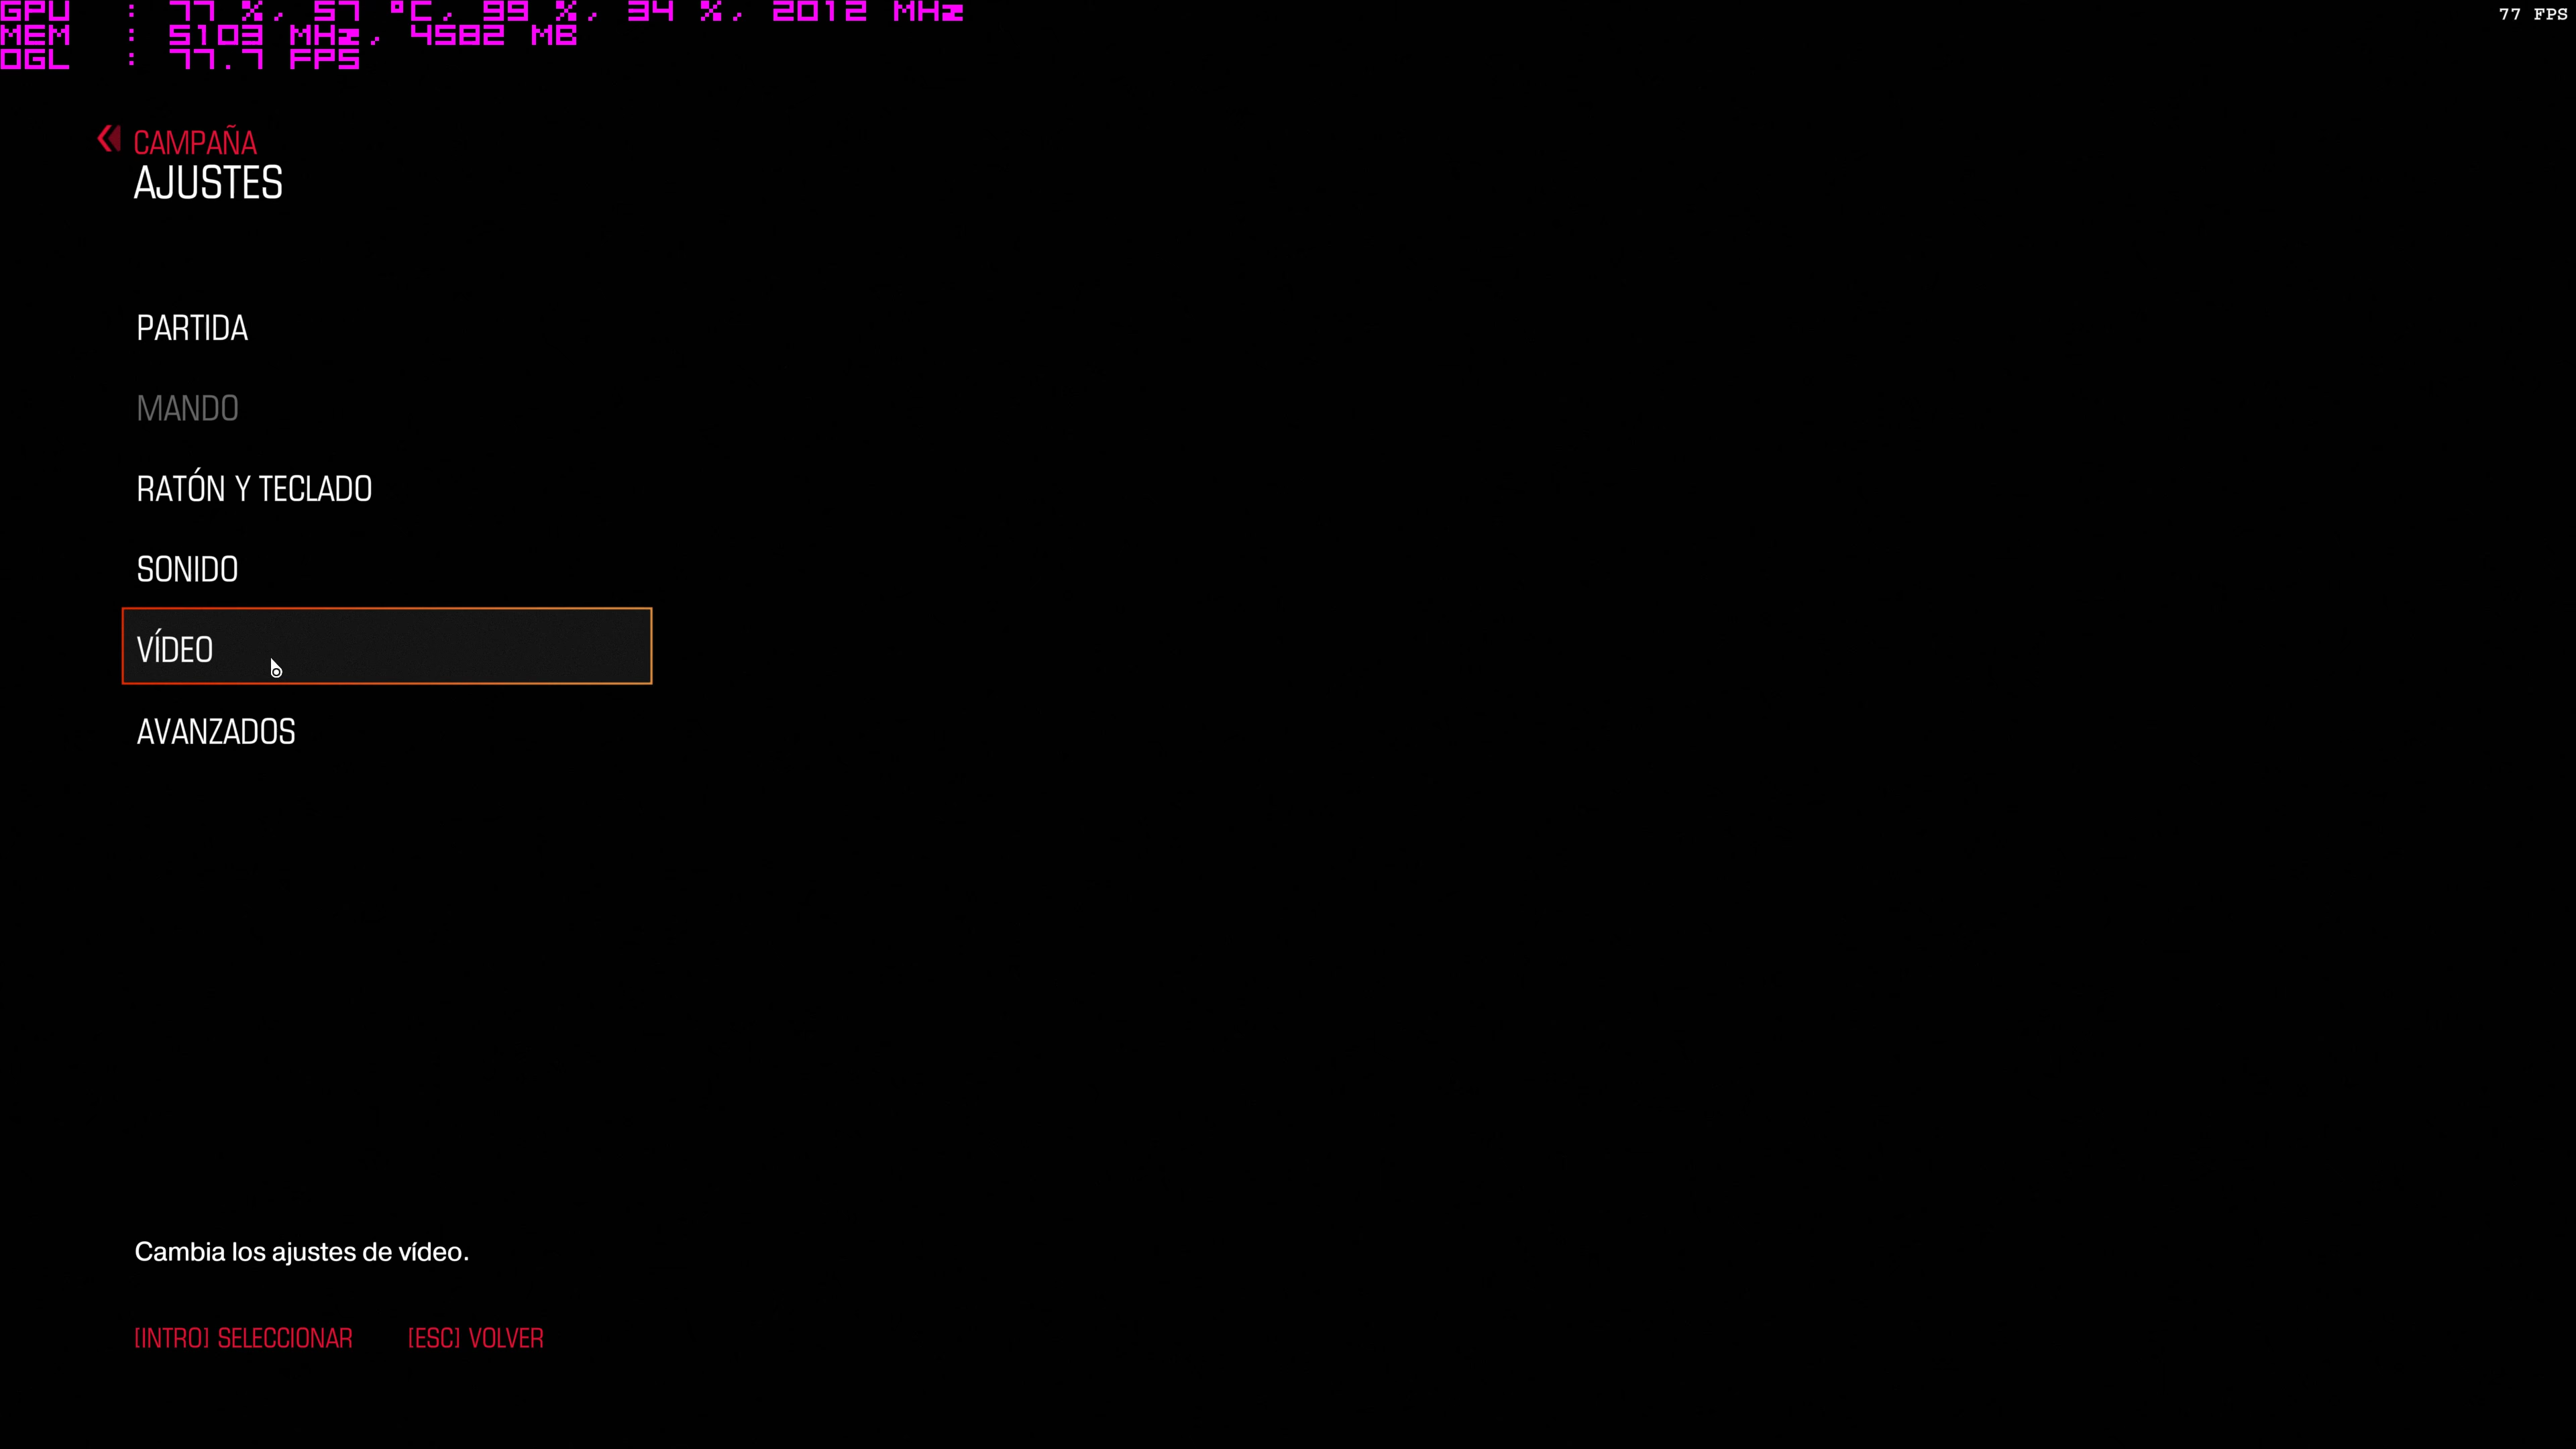 GPU : 77 %, 57 ºC, 99 %, 34 %, 2012 MHz
77 FPS
MEM : 5103 MHz, 4582 MB
OGL : 77.7 FPS
CAMPAÑA
AJUSTES
PARTIDA
MANDO
RATÓN Y TECLADO
SONIDO
VÍDEO
AVANZADOS
Cambia los ajustes de vídeo.
[INTRO] SELECCIONAR [ESC] VOLVER